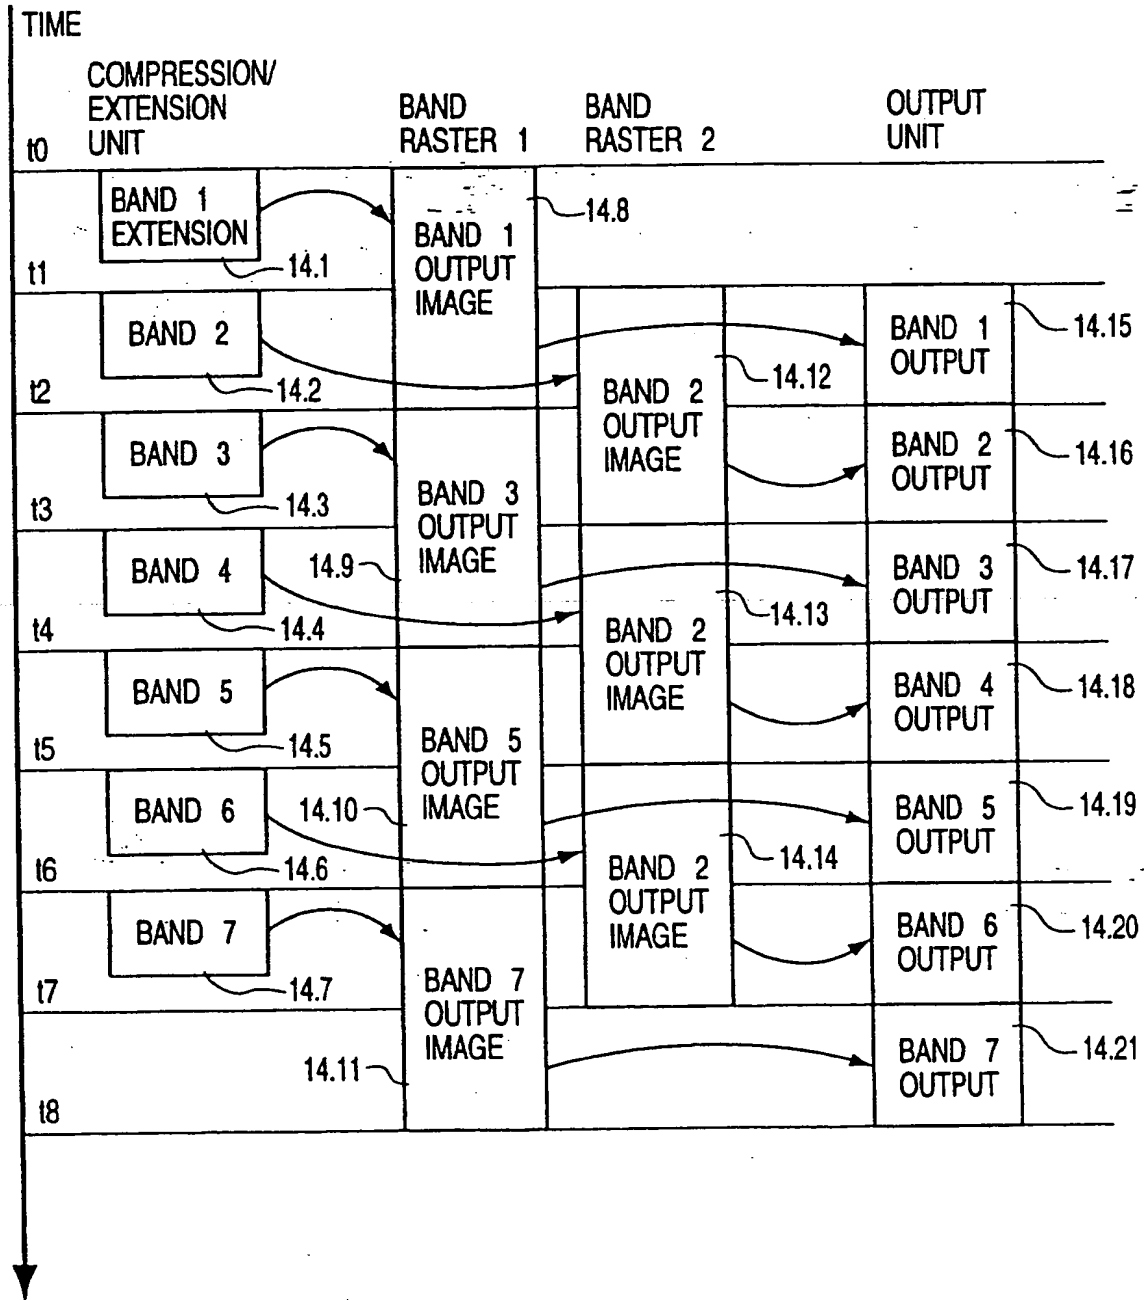 TIME
COMPRESSION/
EXTENSION
UNIT
BAND
RASTER 1
BAND
RASTER 2
OUTPUT
UNIT
t0
BAND 1
EXTENSION
14.1
BAND 1
OUTPUT
IMAGE
14.8
t1
BAND 2
14.2
BAND 2
OUTPUT
IMAGE
14.12
BAND 1
OUTPUT
14.15
t2
BAND 3
14.3
BAND 3
OUTPUT
IMAGE
14.9
BAND 2
OUTPUT
14.16
t3
BAND 4
14.4
BAND 2
OUTPUT
IMAGE
14.13
BAND 3
OUTPUT
14.17
t4
BAND 5
14.5
BAND 5
OUTPUT
IMAGE
14.10
BAND 4
OUTPUT
14.18
t5
BAND 6
14.6
BAND 2
OUTPUT
IMAGE
14.14
BAND 5
OUTPUT
14.19
t6
BAND 7
14.7
BAND 7
OUTPUT
IMAGE
14.11
BAND 6
OUTPUT
14.20
t7
BAND 7
OUTPUT
14.21
t8